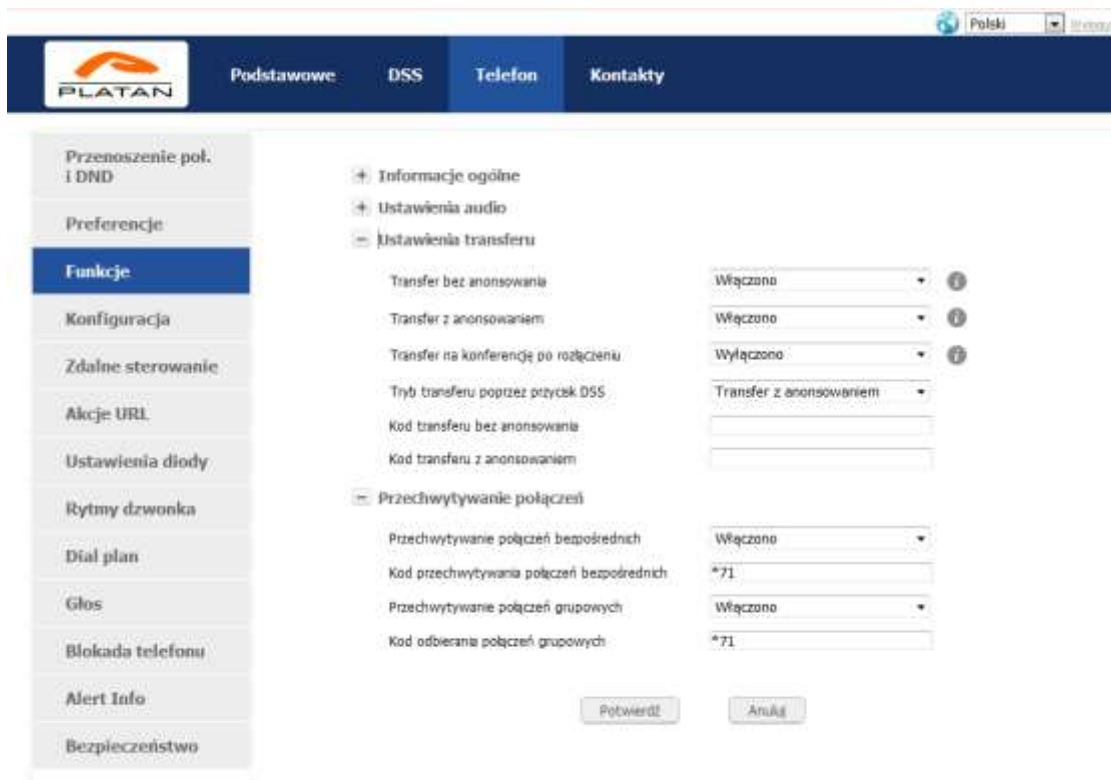 Polski
PLATAN
Podstawowe
DSS
Telefon
Kontakty
Przenoszenie poł.
i DND
Preferencje
Funkcje
Konfiguracja
Zdalne sterowanie
Akcje URL
Ustawienia diody
Rytmy dzwonka
Dial plan
Głos
Blokada telefonu
Alert Info
Bezpieczeństwo
+ Informacje ogólne
+ Ustawienia audio
− Ustawienia transferu
Transfer bez anonsowania Włączono
Transfer z anonsowaniem Włączono
Transfer na konferencję po rozłączeniu Wyłączono
Tryb transferu poprzez przycsk DSS Transfer z anonsowaniem
Kod transferu bez anonsowania
Kod transferu z anonsowaniem
− Przechwytywanie połączeń
Przechwytywanie połączeń bezpośrednich Włączono
Kod przechwytywania połączeń bezpośrednich *71
Przechwytywanie połączeń grupowych Włączono
Kod odbierania połączeń grupowych *71
Potwierdź
Anuluj